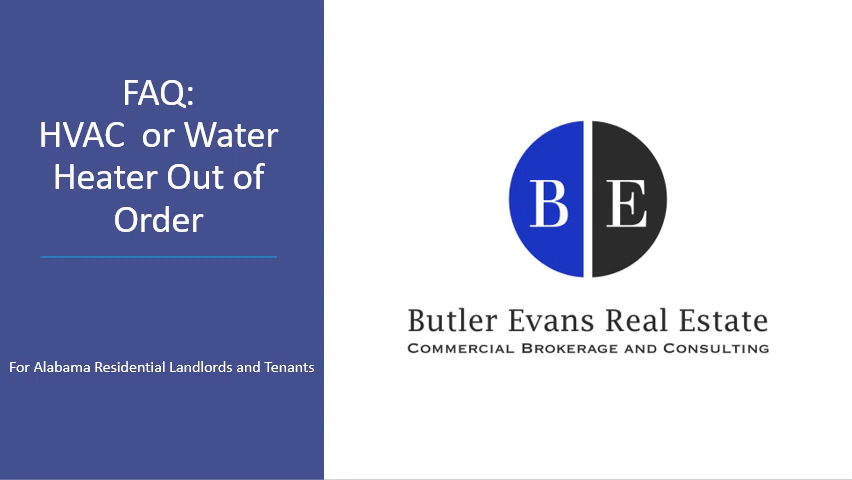 FAQ:
HVAC or Water
Heater Out of
Order
For Alabama Residential Landlords and Tenants
B E
Butler Evans Real Estate
COMMERCIAL BROKERAGE AND CONSULTING